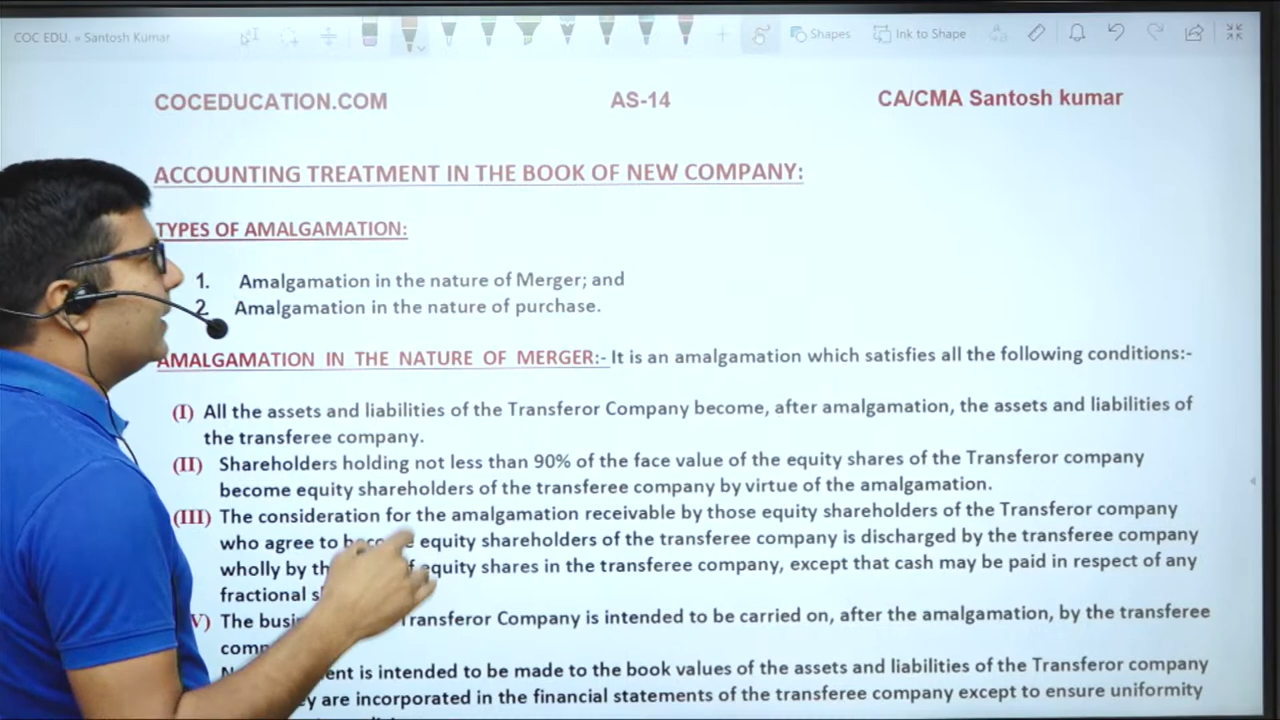 COC EDU. » Santosh Kumar
Shapes
Ink to Shape
COCEDUCATION.COM AS-14 CA/CMA Santosh kumar
ACCOUNTING TREATMENT IN THE BOOK OF NEW COMPANY:
TYPES OF AMALGAMATION:
1. Amalgamation in the nature of Merger; and
2. Amalgamation in the nature of purchase.
AMALGAMATION IN THE NATURE OF MERGER:- It is an amalgamation which satisfies all the following conditions:-
(I) All the assets and liabilities of the Transferor Company become, after amalgamation, the assets and liabilities of
the transferee company.
(II) Shareholders holding not less than 90% of the face value of the equity shares of the Transferor company
become equity shareholders of the transferee company by virtue of the amalgamation.
(III) The consideration for the amalgamation receivable by those equity shareholders of the Transferor company
who agree to equity shareholders of the transferee company is discharged by the transferee company
wholly by equity shares in the transferee company, except that cash may be paid in respect of any
fractional
The Transferor Company is intended to be carried on, after the amalgamation, by the transferee
is intended to be made to the book values of the assets and liabilities of the Transferor company
are incorporated in the financial statements of the transferee company except to ensure uniformity